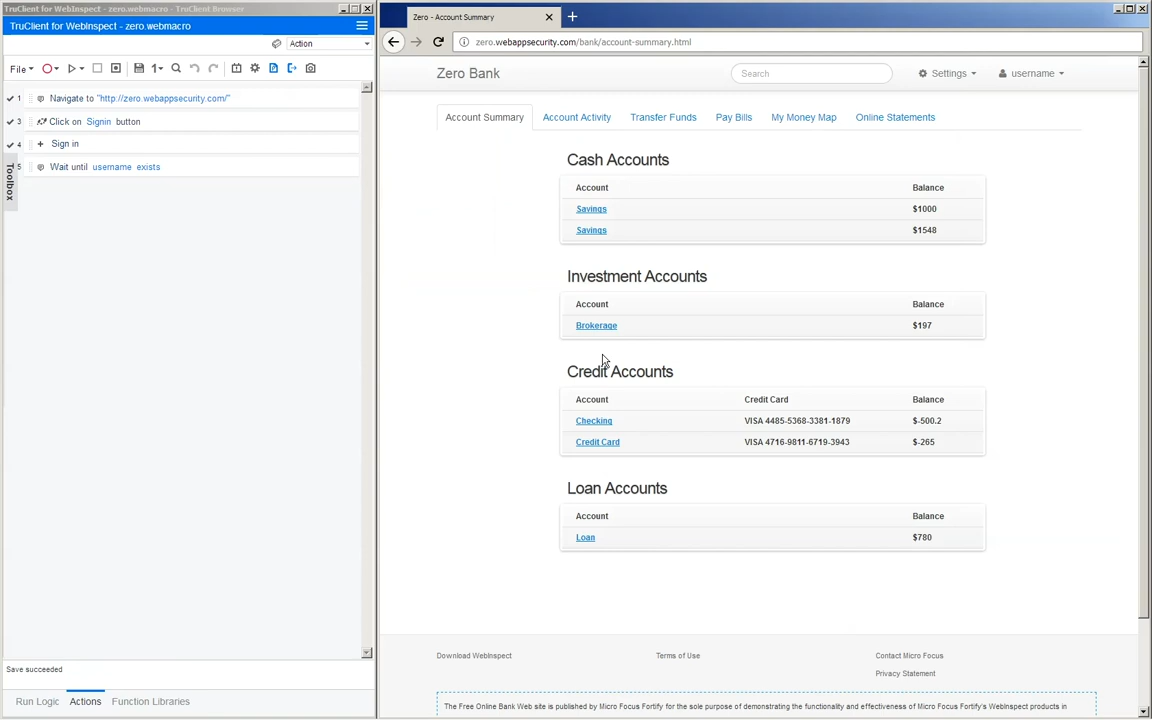 TruClient for WebInspect - zero.webmacro - TruClient Browser
TruClient for WebInspect - zero.webmacro
Action
File
1
1 Navigate to "http://zero.webappsecurity.com/"
3 Click on Signin button
4 Sign in
5 Wait until username exists
Toolbox
Save succeeded
Run Logic Actions Function Libraries
Zero - Account Summary
zero.webappsecurity.com/bank/account-summary.html
Zero Bank
Search
Settings
username
Account Summary Account Activity Transfer Funds Pay Bills My Money Map Online Statements
Cash Accounts
Account Balance
Savings $1000
Savings $1548
Investment Accounts
Account Balance
Brokerage $197
Credit Accounts
Account Credit Card Balance
Checking VISA 4485-5368-3381-1879 $-500.2
Credit Card VISA 4716-9811-6719-3943 $-265
Loan Accounts
Account Balance
Loan $780
Download WebInspect Terms of Use Contact Micro Focus
Privacy Statement
The Free Online Bank Web site is published by Micro Focus Fortify for the sole purpose of demonstrating the functionality and effectiveness of Micro Focus Fortify's WebInspect products in